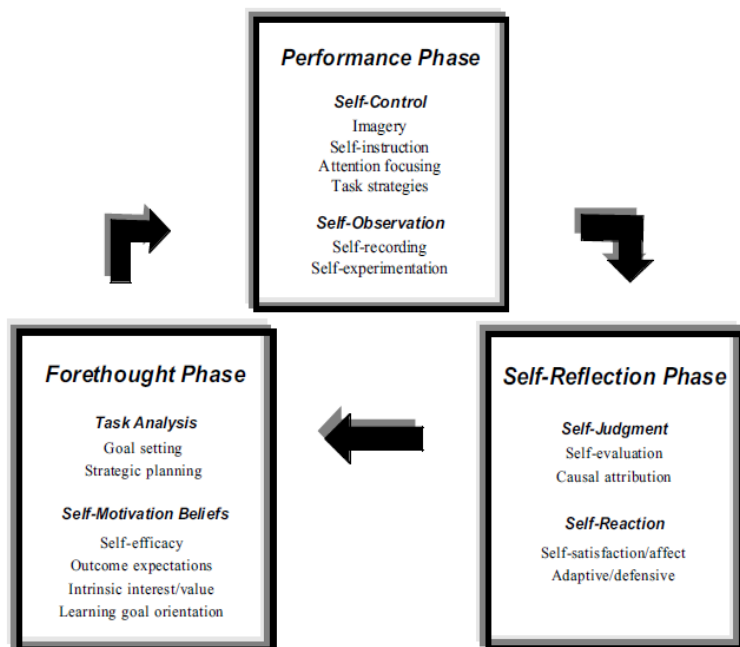 Performance Phase
Self-Control
Imagery
Self-instruction
Attention focusing
Task strategies
Self-Observation
Self-recording
Self-experimentation
Forethought Phase
Task Analysis
Goal setting
Strategic planning
Self-Motivation Beliefs
Self-efficacy
Outcome expectations
Intrinsic interest/value
Learning goal orientation
Self-Reflection Phase
Self-Judgment
Self-evaluation
Causal attribution
Self-Reaction
Self-satisfaction/affect
Adaptive/defensive